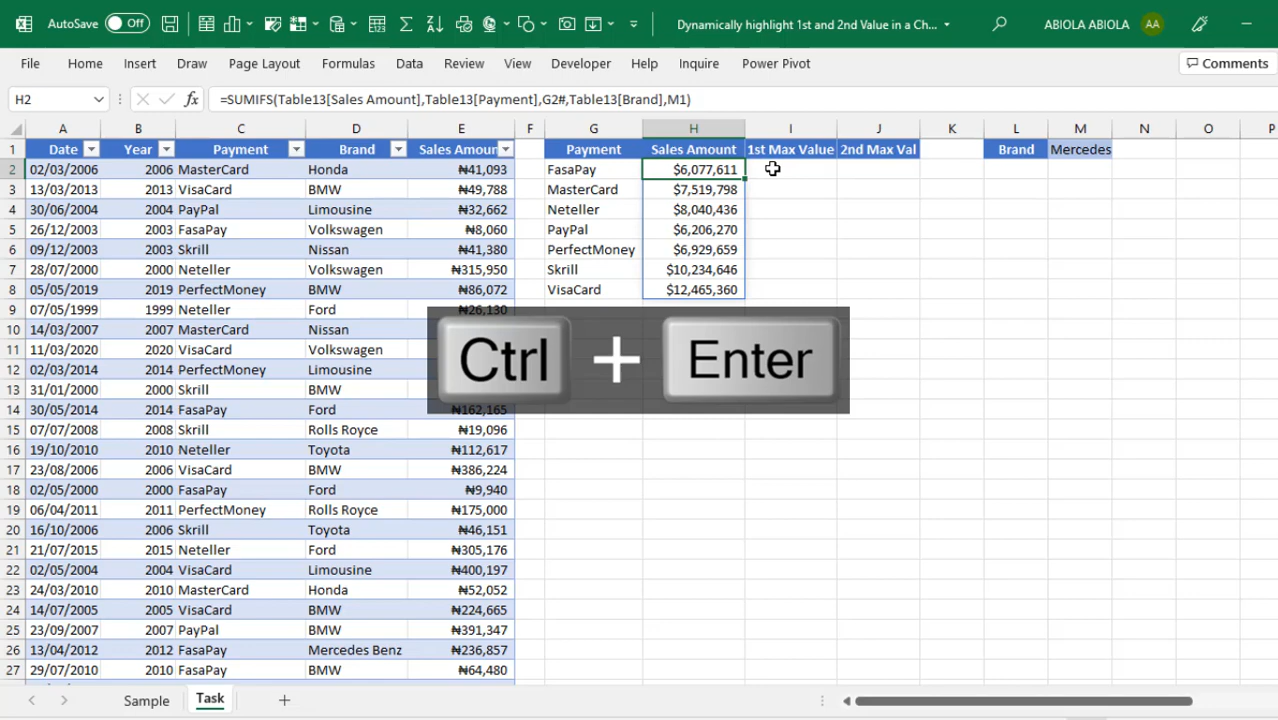 AutoSave Off Dynamically highlight 1st and 2nd Value in a Ch... ABIOLA ABIOLA AA
File Home Insert Draw Page Layout Formulas Data Review View Developer Help Inquire Power Pivot Comments
H2 fx =SUMIFS(Table13[Sales Amount],Table13[Payment],G2#,Table13[Brand],M1)
A B C D E F G H I J K L M N O P
1 Date Year Payment Brand Sales Amoun Payment Sales Amount 1st Max Value 2nd Max Val Brand Mercedes
2 02/03/2006 2006 MasterCard Honda ₦41,093 FasaPay $6,077,611
3 13/03/2013 2013 VisaCard BMW ₦49,788 MasterCard $7,519,798
4 30/06/2004 2004 PayPal Limousine ₦32,662 Neteller $8,040,436
5 26/12/2003 2003 FasaPay Volkswagen ₦8,060 PayPal $6,206,270
6 09/12/2003 2003 Skrill Nissan ₦41,380 PerfectMoney $6,929,659
7 28/07/2000 2000 Neteller Volkswagen ₦315,950 Skrill $10,234,646
8 05/05/2019 2019 PerfectMoney BMW ₦86,072 VisaCard $12,465,360
9 07/05/1999 1999 Neteller Ford ₦26,130
10 14/03/2007 2007 MasterCard Nissan
11 11/03/2020 2020 VisaCard Volkswagen
12 02/03/2014 2014 PerfectMoney Limousine
Ctrl + Enter
13 31/01/2000 2000 Skrill BMW
14 30/05/2014 2014 FasaPay Ford ₦162,165
15 07/07/2008 2008 Skrill Rolls Royce ₦19,096
16 19/10/2010 2010 Neteller Toyota ₦112,617
17 23/08/2006 2006 VisaCard BMW ₦386,224
18 02/05/2000 2000 FasaPay Ford ₦9,940
19 06/04/2011 2011 PerfectMoney Rolls Royce ₦175,000
20 16/10/2006 2006 Skrill Toyota ₦46,151
21 21/07/2015 2015 Neteller Ford ₦305,176
22 02/05/2004 2004 VisaCard Limousine ₦400,197
23 24/03/2010 2010 MasterCard Honda ₦52,052
24 14/07/2005 2005 VisaCard BMW ₦224,665
25 23/09/2007 2007 PayPal BMW ₦391,347
26 13/04/2012 2012 FasaPay Mercedes Benz ₦236,857
27 29/07/2010 2010 FasaPay BMW ₦64,480
Sample Task